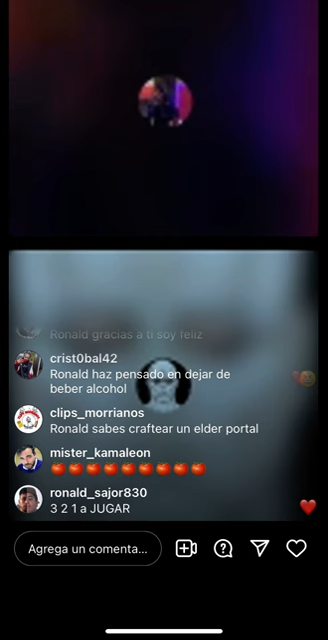 Ronald gracias a ti soy feliz
crist0bal42
Ronald haz pensado en dejar de
beber alcohol
clips_morrianos
Ronald sabes craftear un elder portal
mister_kamaleon
🍅🍅🍅🍅🍅🍅🍅🍅🍅
ronald_sajor830
3 2 1 a JUGAR
Agrega un comenta...